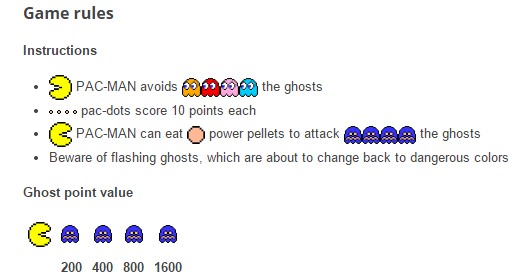 Game rules
Instructions
PAC-MAN avoids the ghosts
pac-dots score 10 points each
PAC-MAN can eat power pellets to attack the ghosts
Beware of flashing ghosts, which are about to change back to dangerous colors
Ghost point value
200 400 800 1600